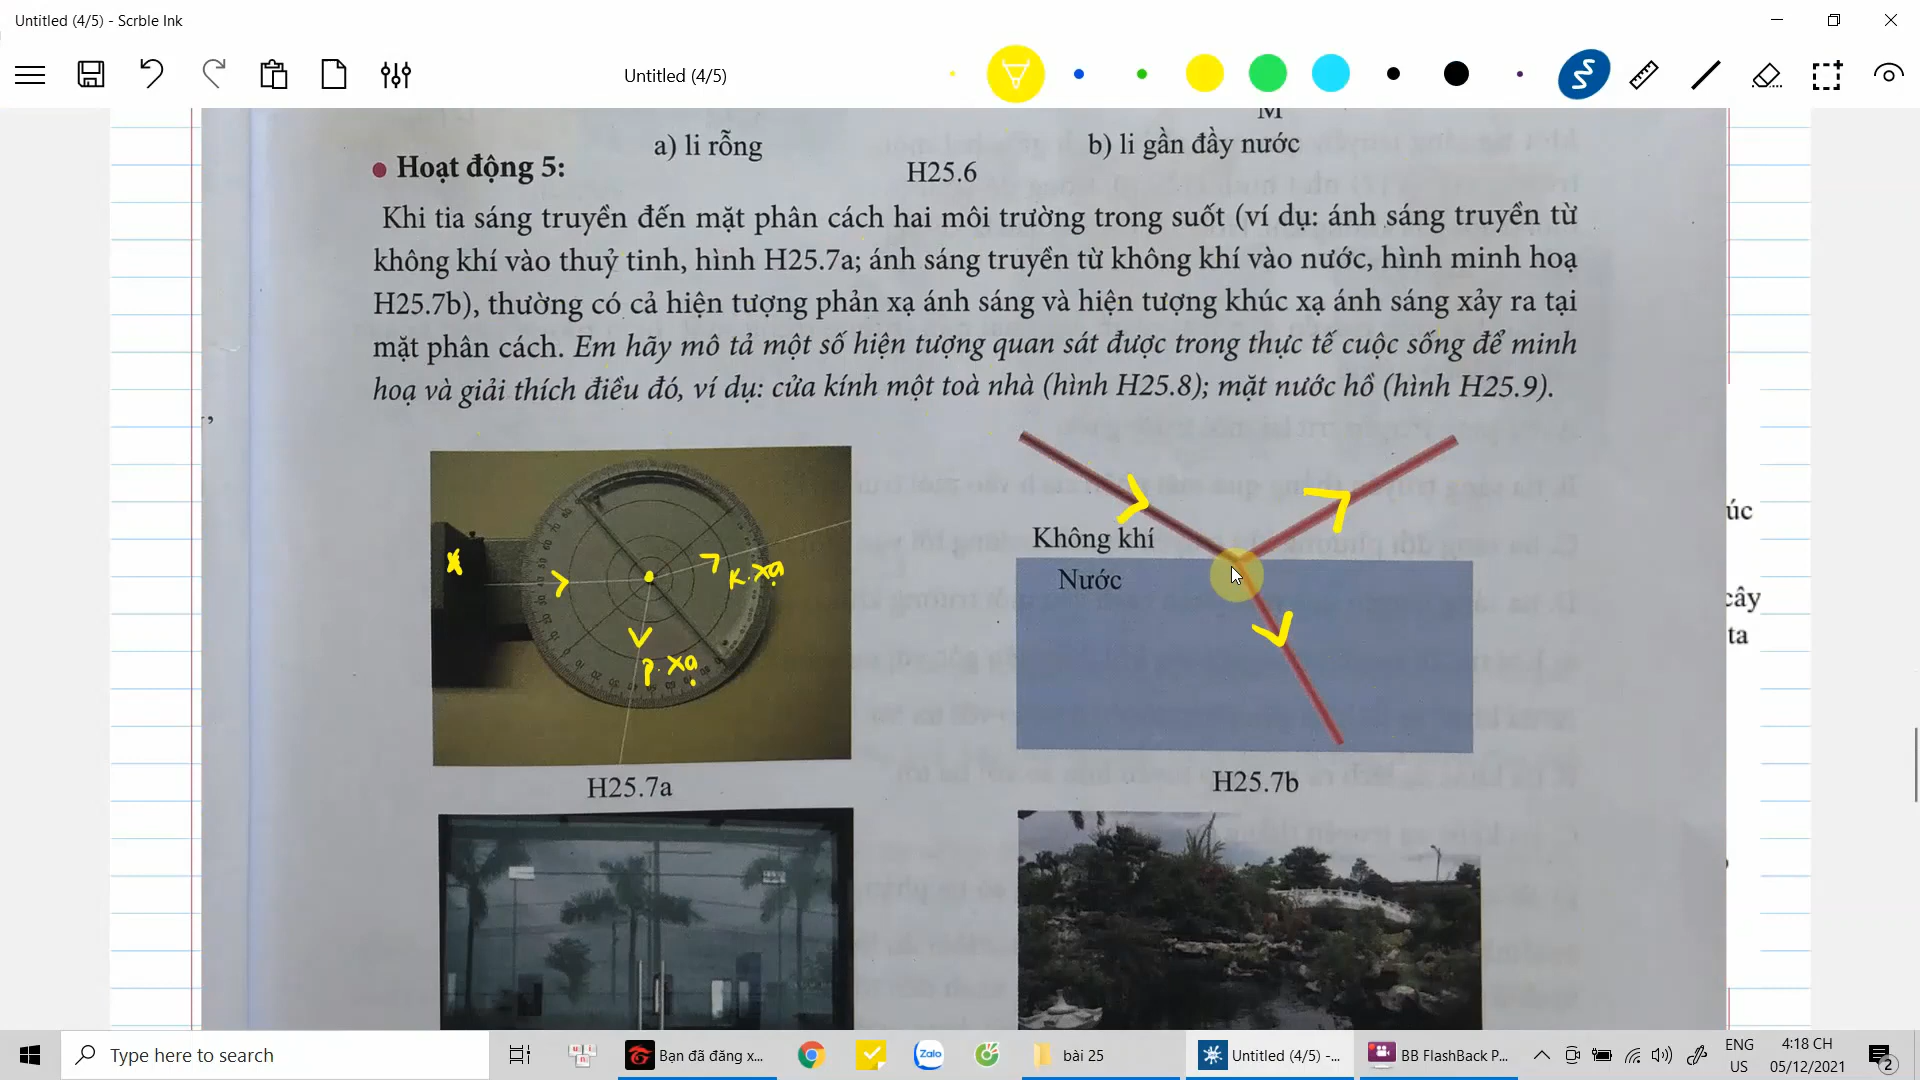 Untitled (4/5) - Scrble Ink
Untitled (4/5)
M
a) li rỗng
b) li gần đầy nước
H25.6
• Hoạt động 5:
Khi tia sáng truyền đến mặt phân cách hai môi trường trong suốt (ví dụ: ánh sáng truyền từ
không khí vào thuỷ tinh, hình H25.7a; ánh sáng truyền từ không khí vào nước, hình minh hoạ
H25.7b), thường có cả hiện tượng phản xạ ánh sáng và hiện tượng khúc xạ ánh sáng xảy ra tại
mặt phân cách. Em hãy mô tả một số hiện tượng quan sát được trong thực tế cuộc sống để minh
hoạ và giải thích điều đó, ví dụ: cửa kính một toà nhà (hình H25.8); mặt nước hồ (hình H25.9).
úc
cây
ta
Không khí
Nước
K. xạ
p. xạ
H25.7a
H25.7b
Type here to search
Bạn đã đăng x...
Zalo
bài 25
Untitled (4/5) -...
BB FlashBack P...
ENG
US
4:18 CH
05/12/2021
2